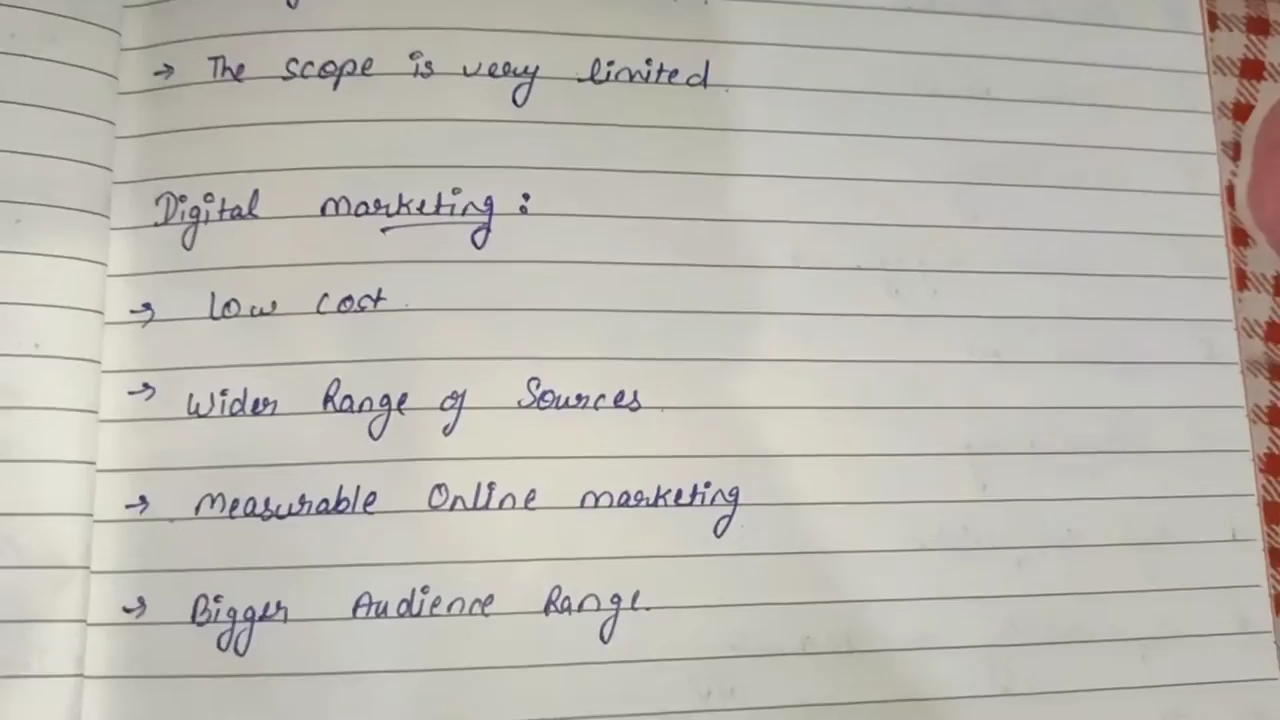 → The scope is very limited.
Digital marketing :
→ Low cost.
→ Wider Range of Sources.
→ Measurable Online marketing
→ Bigger Audience Range.